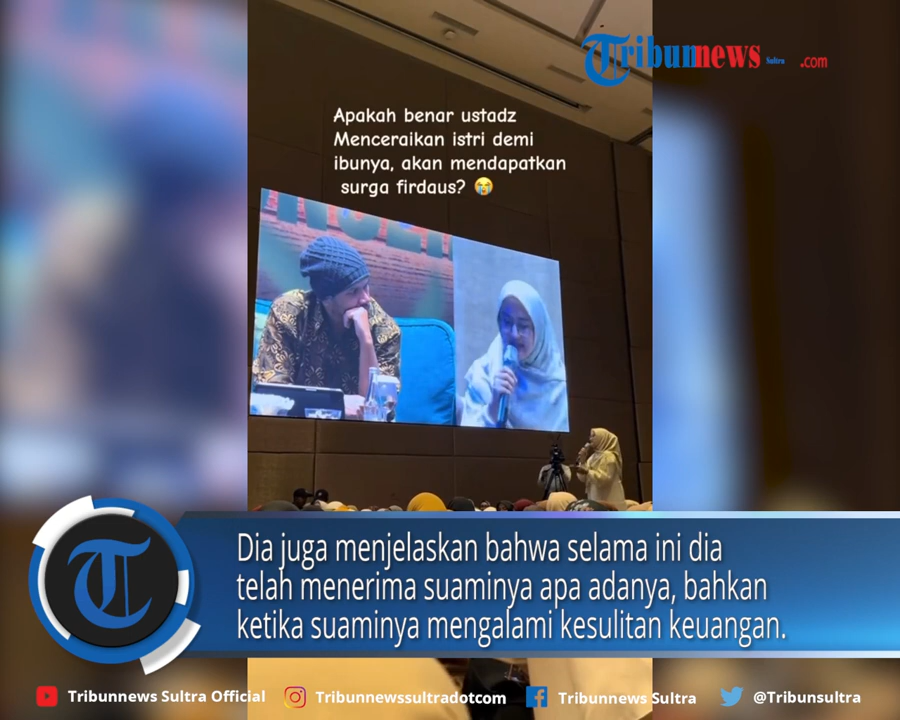 Tribunnews Sultra .com
Apakah benar ustadz
Menceraikan istri demi
ibunya, akan mendapatkan
surga firdaus? 😭
Dia juga menjelaskan bahwa selama ini dia
telah menerima suaminya apa adanya, bahkan
ketika suaminya mengalami kesulitan keuangan.
T
Tribunnews Sultra Official Tribunnewssultradotcom Tribunnews Sultra @Tribunsultra